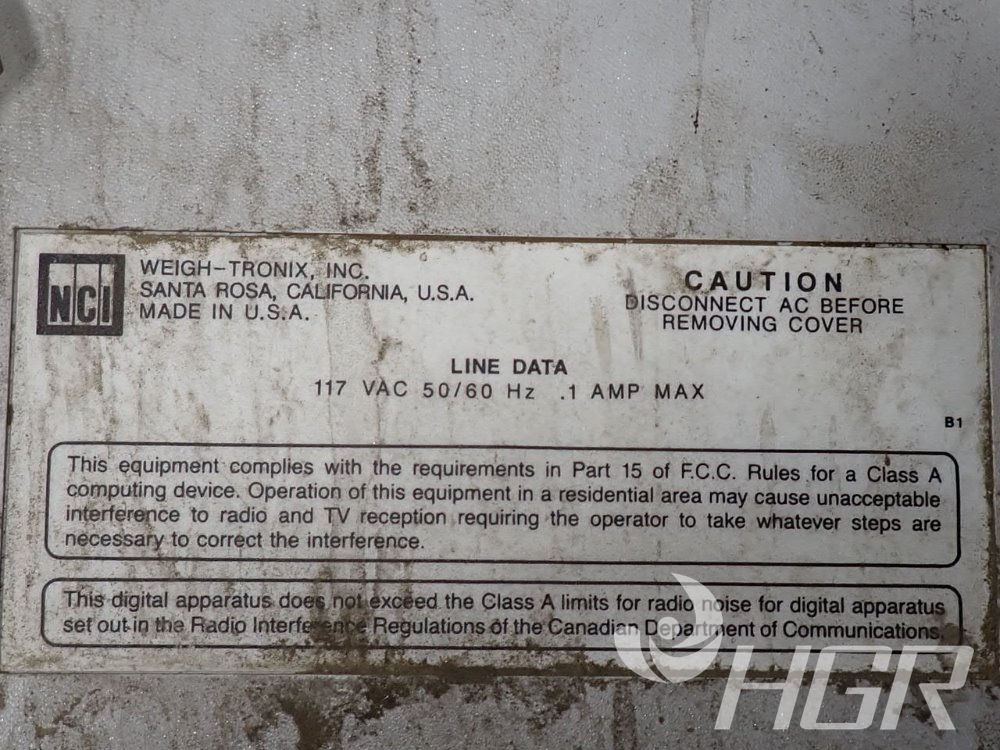 NCI
WEIGH-TRONIX, INC.
SANTA ROSA, CALIFORNIA, U.S.A.
MADE IN U.S.A.
CAUTION
DISCONNECT AC BEFORE
REMOVING COVER
LINE DATA
117 VAC 50/60 Hz .1 AMP MAX
B1
This equipment complies with the requirements in Part 15 of F.C.C. Rules for a Class A
computing device. Operation of this equipment in a residential area may cause unacceptable
interference to radio and TV reception requiring the operator to take whatever steps are
necessary to correct the interference.
This digital apparatus does not exceed the Class A limits for radio noise for digital apparatus
set out in the Radio Interference Regulations of the Canadian Department of Communications.
HGR